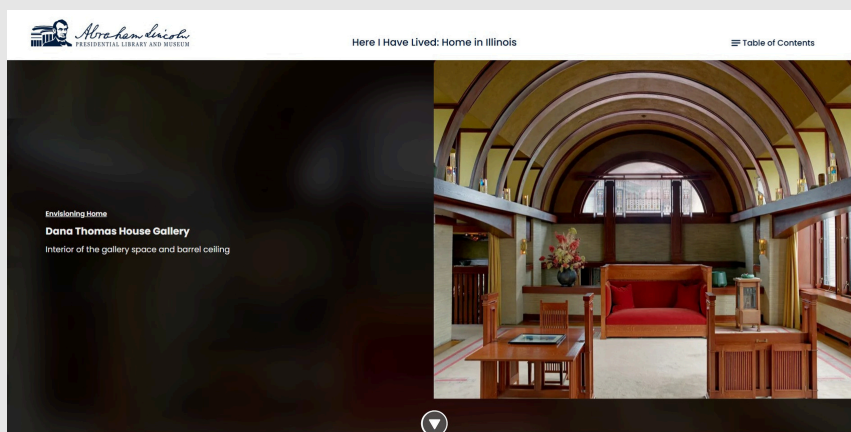 Abraham Lincoln
PRESIDENTIAL LIBRARY AND MUSEUM
Here I Have Lived: Home in Illinois
Table of Contents
Envisioning Home
Dana Thomas House Gallery
Interior of the gallery space and barrel ceiling